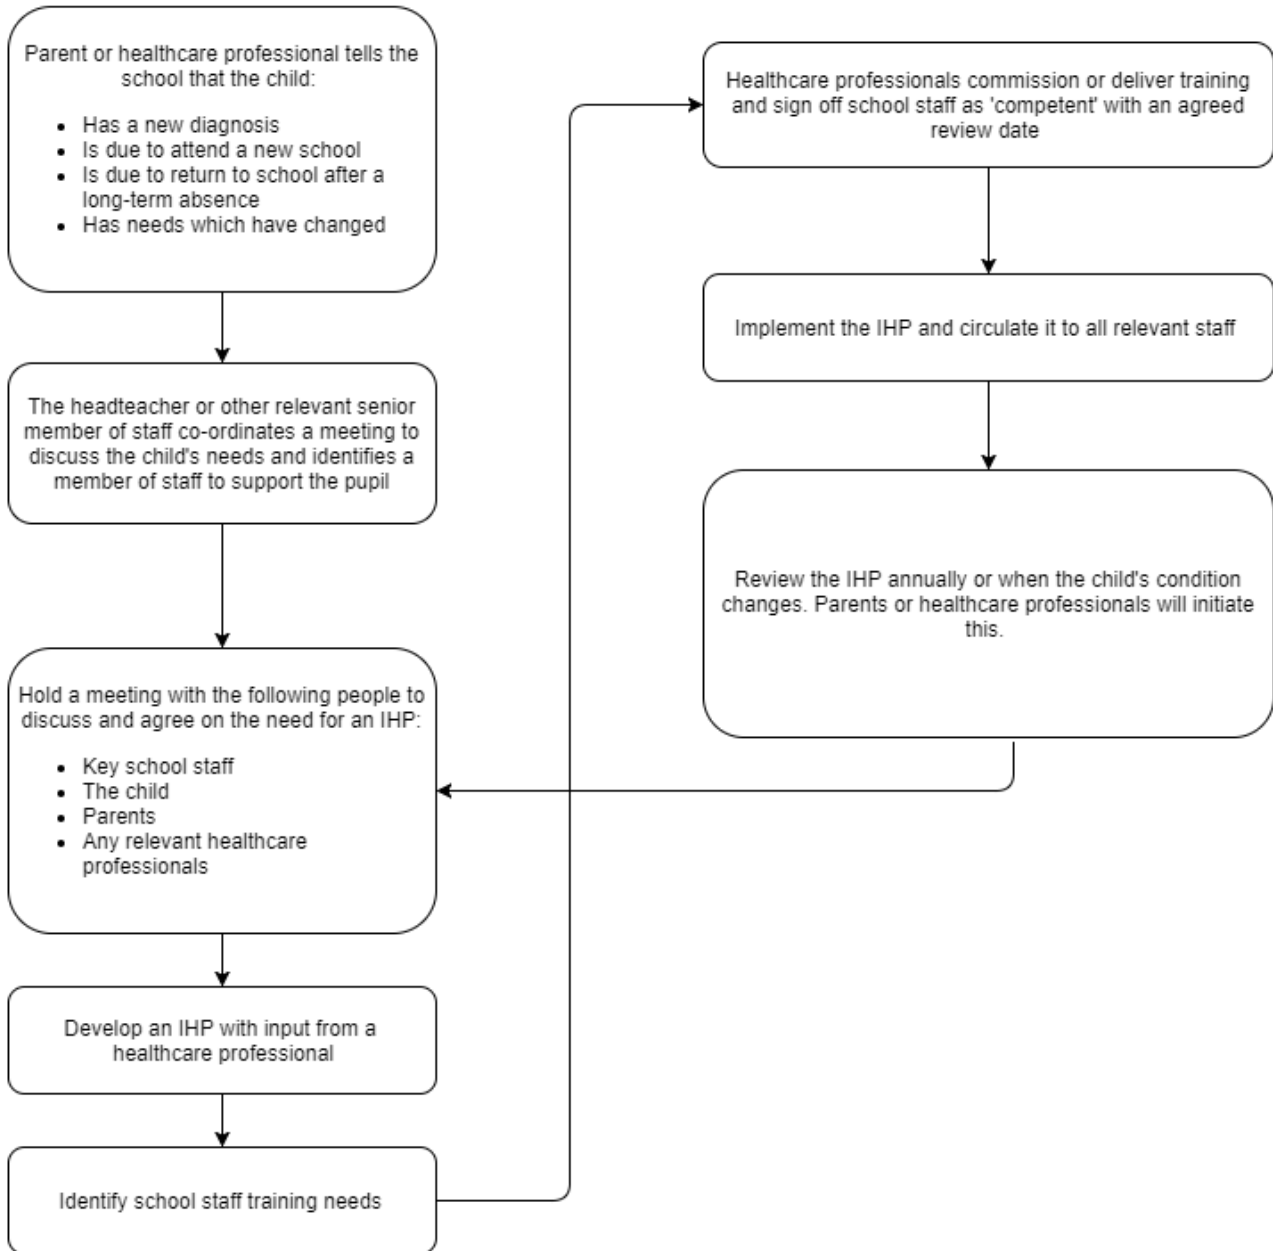 Parent or healthcare professional tells the
school that the child:
• Has a new diagnosis
• Is due to attend a new school
• Is due to return to school after a
long-term absence
• Has needs which have changed
The headteacher or other relevant senior
member of staff co-ordinates a meeting to
discuss the child's needs and identifies a
member of staff to support the pupil
Hold a meeting with the following people to
discuss and agree on the need for an IHP:
• Key school staff
• The child
• Parents
• Any relevant healthcare
professionals
Develop an IHP with input from a
healthcare professional
Identify school staff training needs
Healthcare professionals commission or deliver training
and sign off school staff as 'competent' with an agreed
review date
Implement the IHP and circulate it to all relevant staff
Review the IHP annually or when the child's condition
changes. Parents or healthcare professionals will initiate
this.